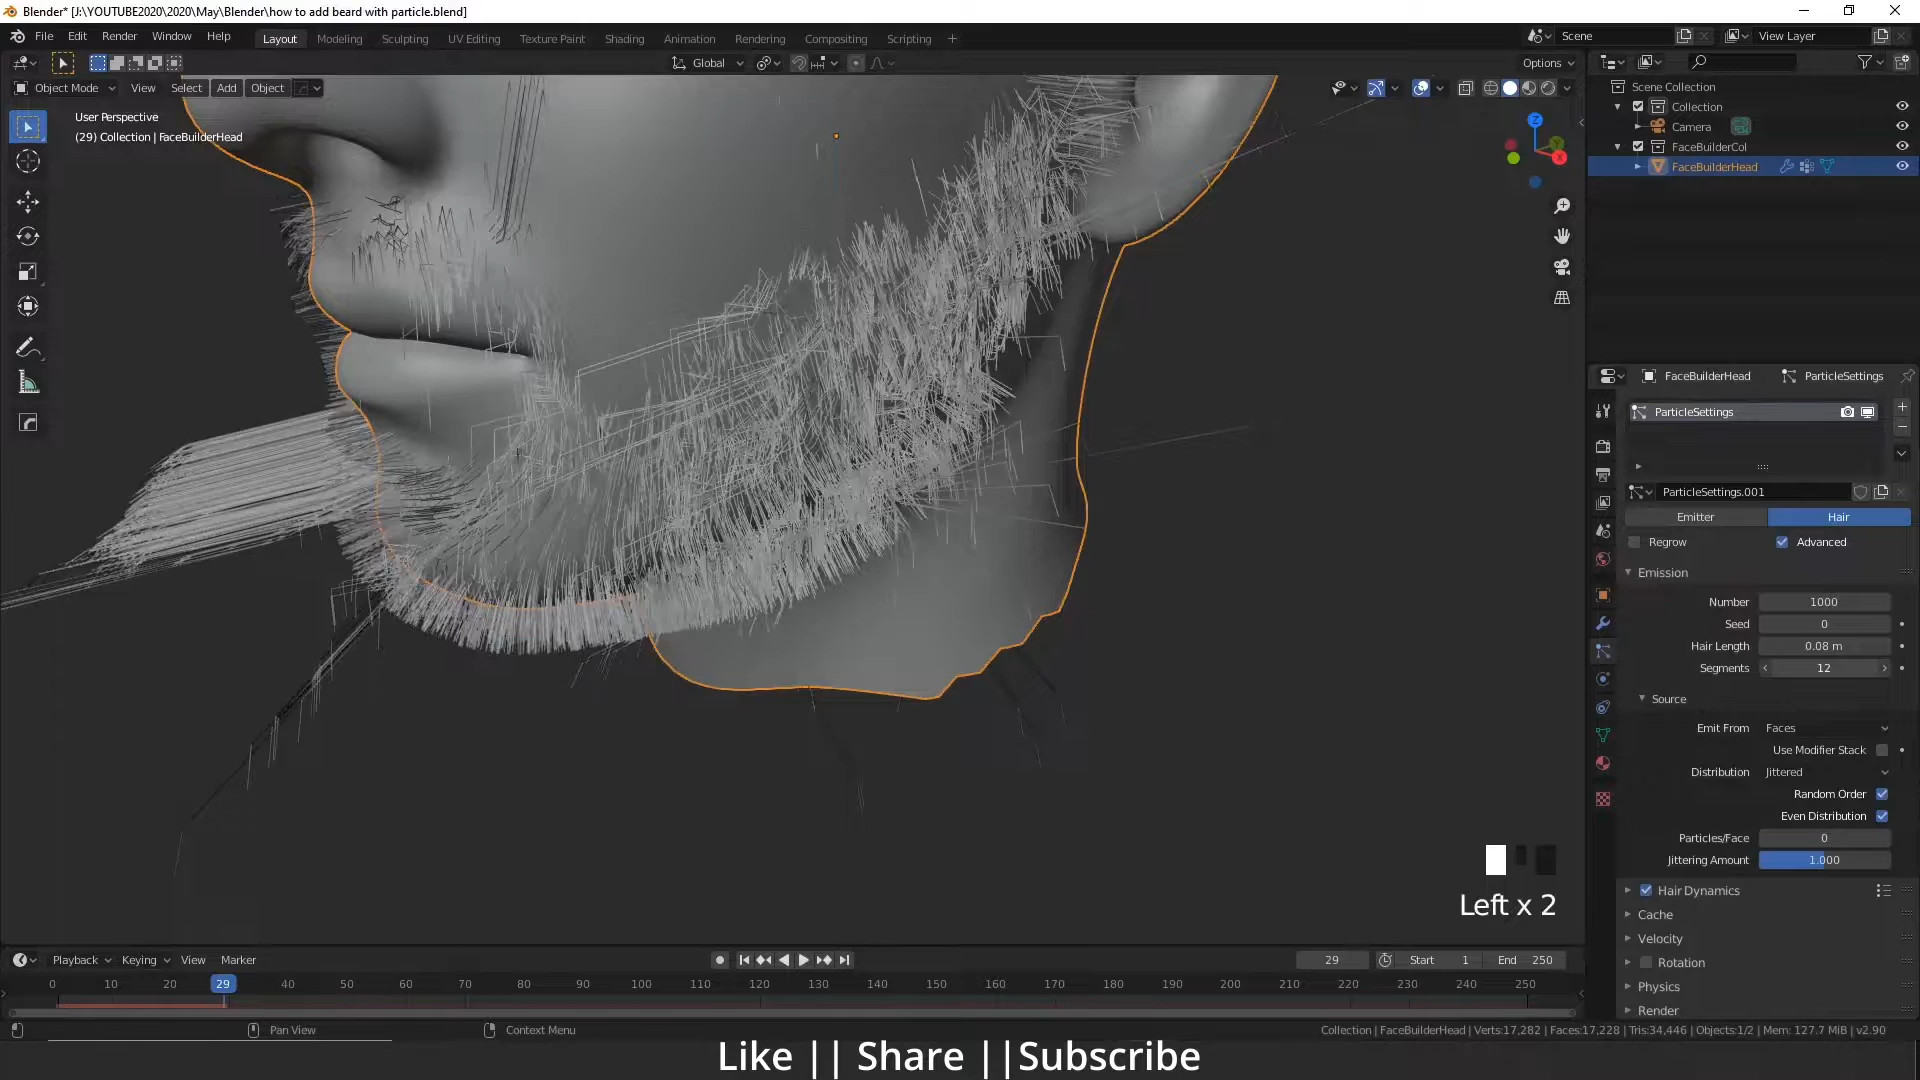 Blender* [J:\YOUTUBE2020\2020\May\Blender\how to add beard with particle.blend]
File Edit Render Window Help Layout Modeling Sculpting UV Editing Texture Paint Shading Animation Rendering Compositing Scripting + Scene View Layer
Global Options
Object Mode View Select Add Object
User Perspective
(29) Collection | FaceBuilderHead
Scene Collection
Collection
Camera
FaceBuilderCol
FaceBuilderHead
Z
X
FaceBuilderHead ParticleSettings
ParticleSettings
ParticleSettings.001
Emitter Hair
Regrow Advanced
Emission
Number 1000
Seed 0
Hair Length 0.08 m
Segments 12
Source
Emit From Faces
Use Modifier Stack
Distribution Jittered
Random Order
Even Distribution
Particles/Face 0
Jittering Amount 1.000
Hair Dynamics
Cache
Velocity
Rotation
Physics
Render
Left x 2
Playback Keying View Marker 29 Start 1 End 250
0 10 20 29 40 50 60 70 80 90 100 110 120 130 140 150 160 170 180 190 200 210 220 230 240 250
Pan View Context Menu Collection | FaceBuilderHead | Verts:17,282 | Faces:17,228 | Tris:34,446 | Objects:1/2 | Mem: 127.7 MiB | v2.90
Like || Share ||Subscribe